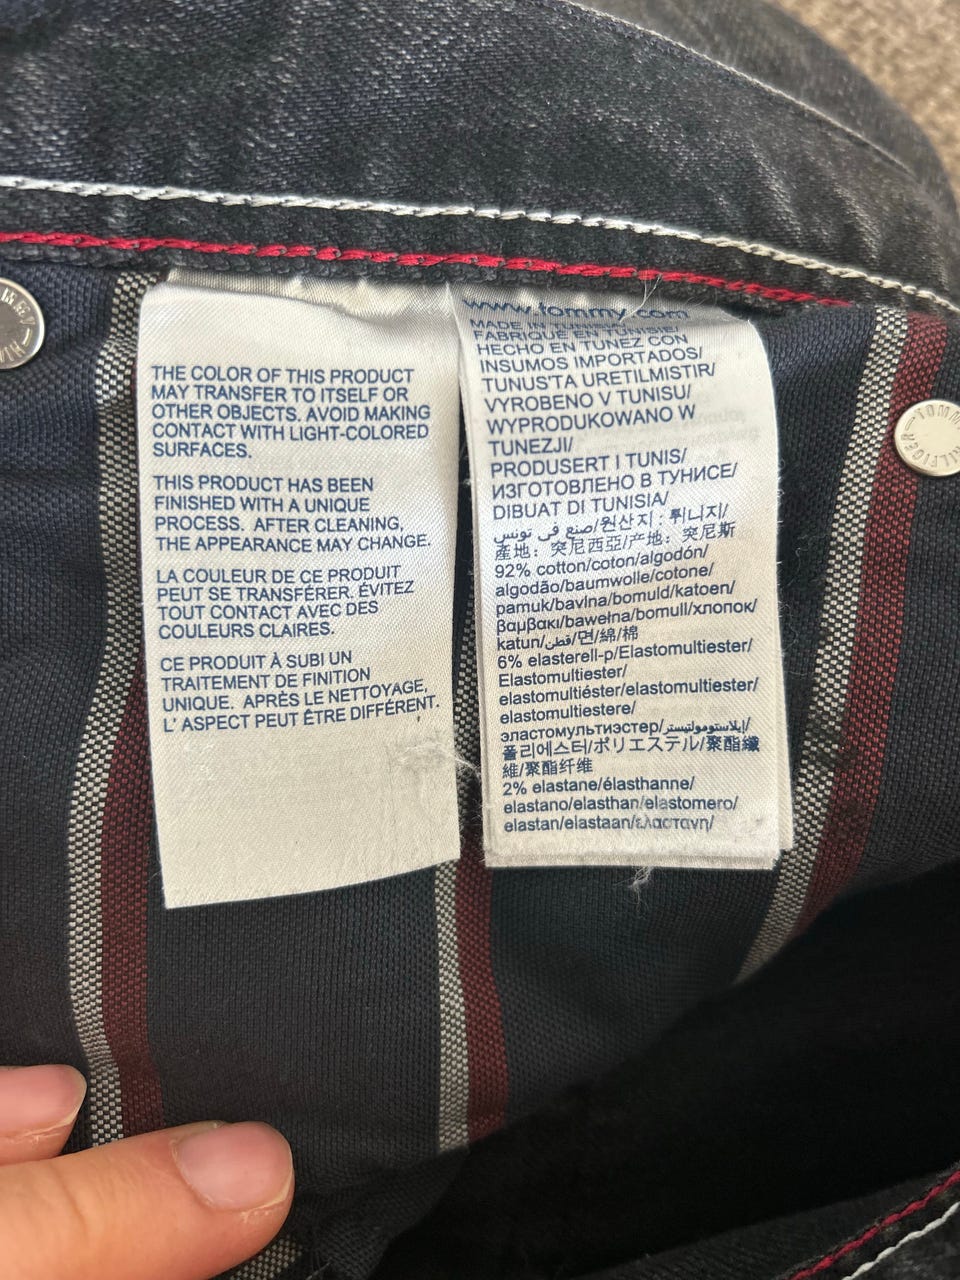 THE COLOR OF THIS PRODUCT
MAY TRANSFER TO ITSELF OR
OTHER OBJECTS. AVOID MAKING
CONTACT WITH LIGHT-COLORED
SURFACES.
THIS PRODUCT HAS BEEN
FINISHED WITH A UNIQUE
PROCESS. AFTER CLEANING,
THE APPEARANCE MAY CHANGE.
LA COULEUR DE CE PRODUIT
PEUT SE TRANSFÉRER. ÉVITEZ
TOUT CONTACT AVEC DES
COULEURS CLAIRES.
CE PRODUIT À SUBI UN
TRAITEMENT DE FINITION
UNIQUE. APRÈS LE NETTOYAGE,
L' ASPECT PEUT ÊTRE DIFFÉRENT.
www.tommy.com
MADE IN TUNISIA/
FABRIQUÉ EN TUNISIE/
HECHO EN TUNEZ CON
INSUMOS IMPORTADOS/
TUNUS'TA URETILMISTIR/
VYROBENO V TUNISU/
WYPRODUKOWANO W
TUNEZJI/
PRODUSERT I TUNIS/
ИЗГОТОВЛЕНО В ТУНИСЕ/
DIBUAT DI TUNISIA/
صنع في تونس/원산지 : 튀니지/
產地：突尼西亞/产地：突尼斯
92% cotton/coton/algodón/
algodão/baumwolle/cotone/
pamuk/bavlna/bomuld/katoen/
βαμβακι/bawełna/bomull/хлопок/
katun/قطن/면/綿/棉
6% elasterell-p/Elastomultiester/
Elastomultiester/
elastomultiéster/elastomultiester/
elastomultiestere/
эластомультиэстер/إيلاستومولتيستر/
폴리에스터/ポリエステル/聚酯纖
維/聚酯纤维
2% elastane/élasthanne/
elastano/elasthan/elastomero/
elastan/elastaan/ελαστανη/
TOMMY HILFIGER